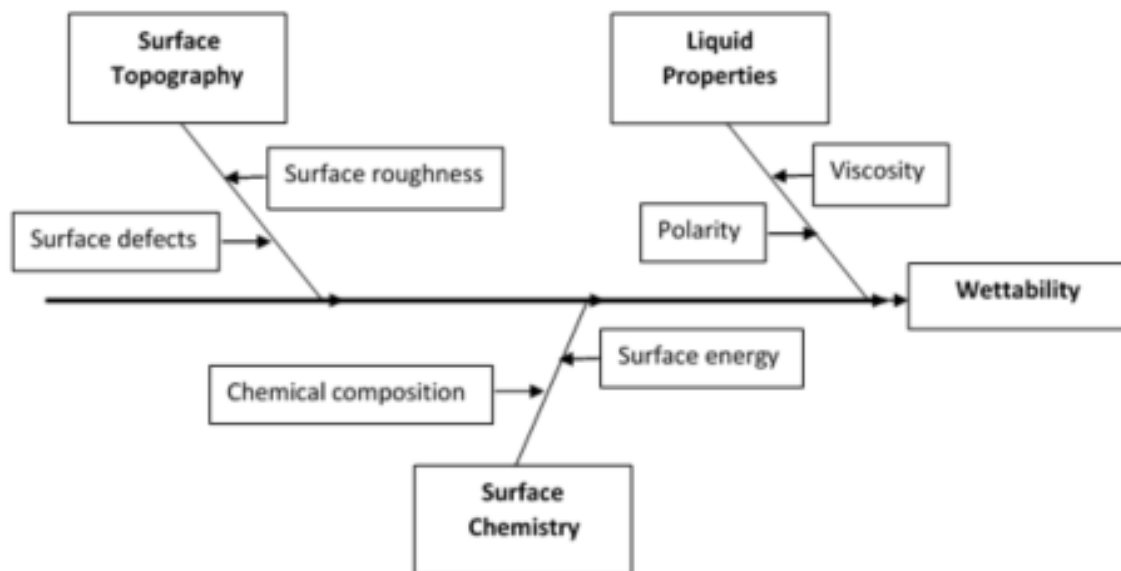 Surface
Topography
Liquid
Properties
Surface roughness
Viscosity
Surface defects
Polarity
Wettability
Surface energy
Chemical composition
Surface
Chemistry